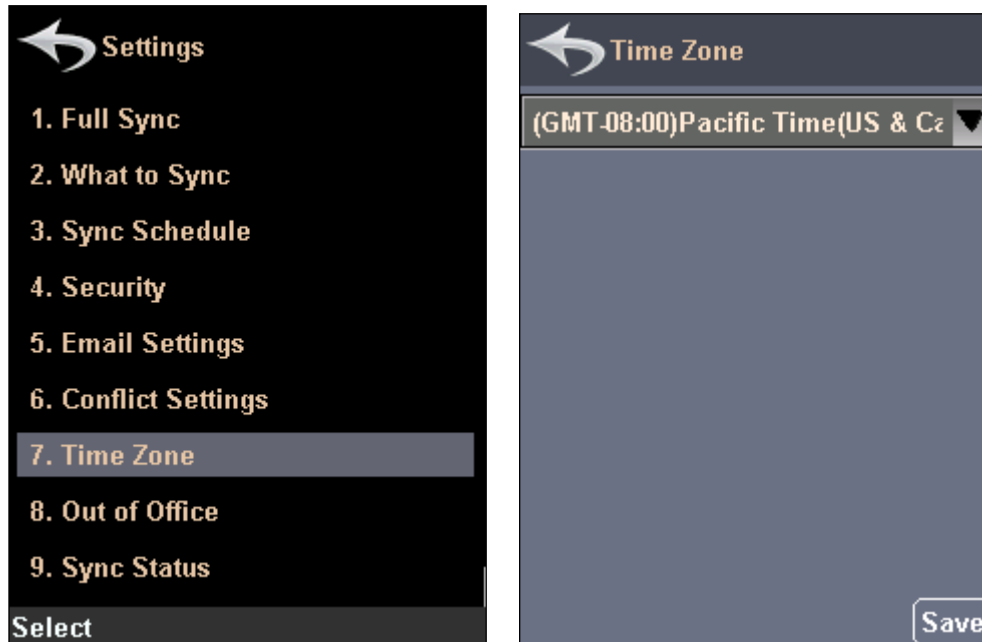 Settings
1. Full Sync
2. What to Sync
3. Sync Schedule
4. Security
5. Email Settings
6. Conflict Settings
7. Time Zone
8. Out of Office
9. Sync Status
Select
Time Zone
(GMT-08:00)Pacific Time(US & Ca
Save